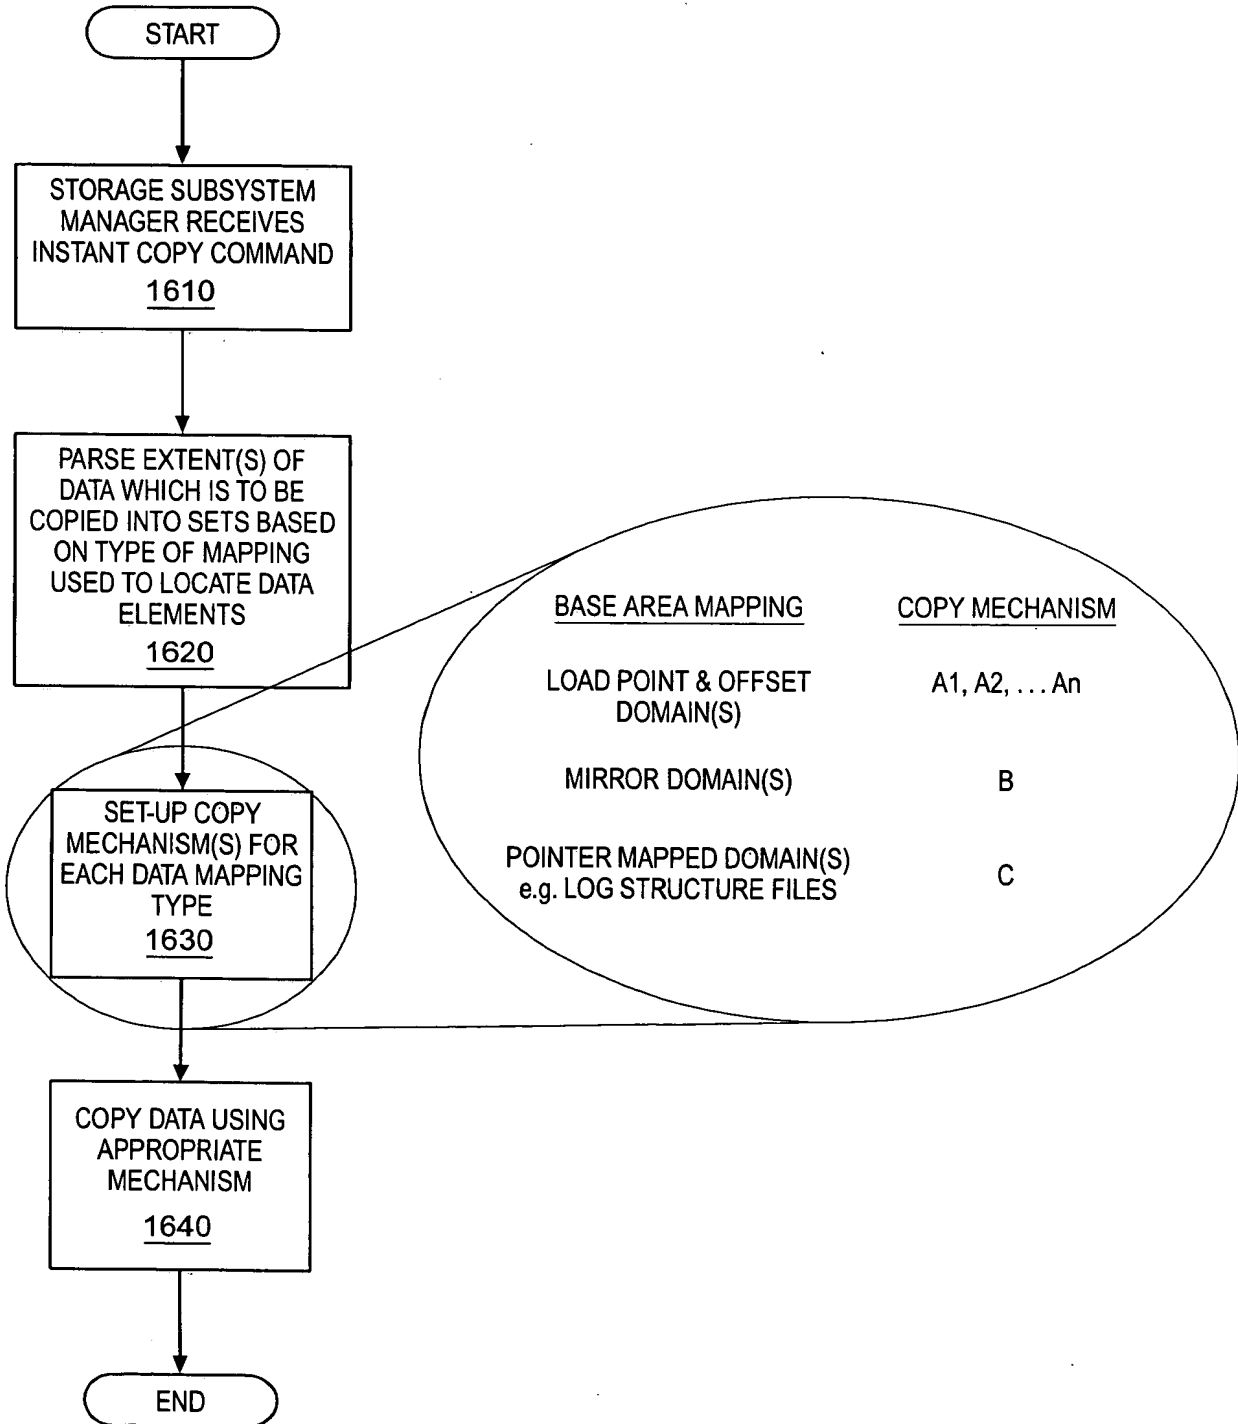 START
STORAGE SUBSYSTEM
MANAGER RECEIVES
INSTANT COPY COMMAND
1610
PARSE EXTENT(S) OF
DATA WHICH IS TO BE
COPIED INTO SETS BASED
ON TYPE OF MAPPING
USED TO LOCATE DATA
ELEMENTS
1620
SET-UP COPY
MECHANISM(S) FOR
EACH DATA MAPPING
TYPE
1630
BASE AREA MAPPING COPY MECHANISM
LOAD POINT & OFFSET A1, A2, . . . An
DOMAIN(S)
MIRROR DOMAIN(S) B
POINTER MAPPED DOMAIN(S) C
e.g. LOG STRUCTURE FILES
COPY DATA USING
APPROPRIATE
MECHANISM
1640
END